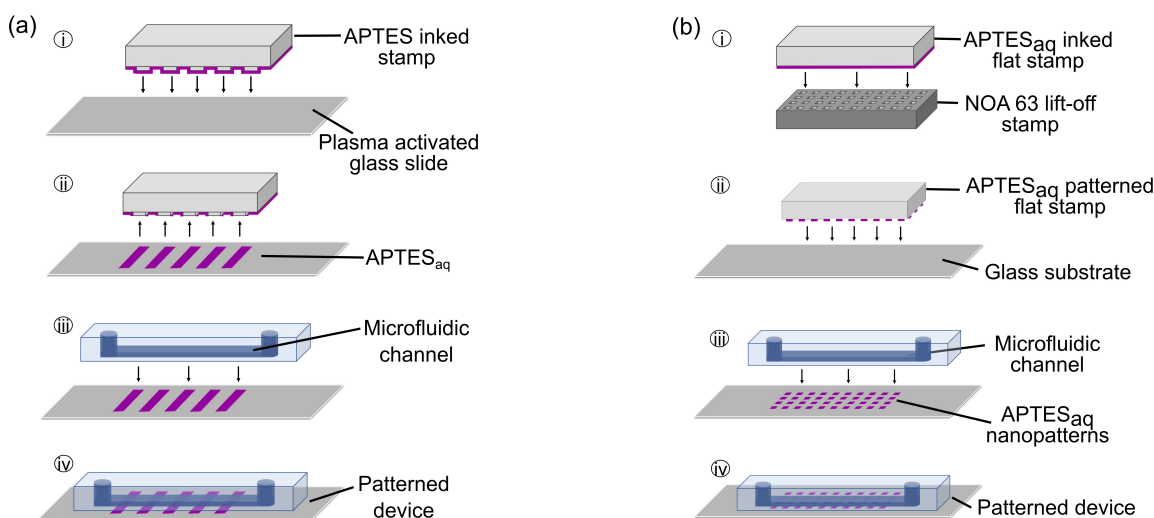 (a)
i
APTES inked
stamp
Plasma activated
glass slide
ii
APTESaq
iii
Microfluidic
channel
iv
Patterned
device
(b)
i
APTESaq inked
flat stamp
NOA 63 lift-off
stamp
ii
APTESaq patterned
flat stamp
Glass substrate
iii
Microfluidic
channel
APTESaq
nanopatterns
iv
Patterned device